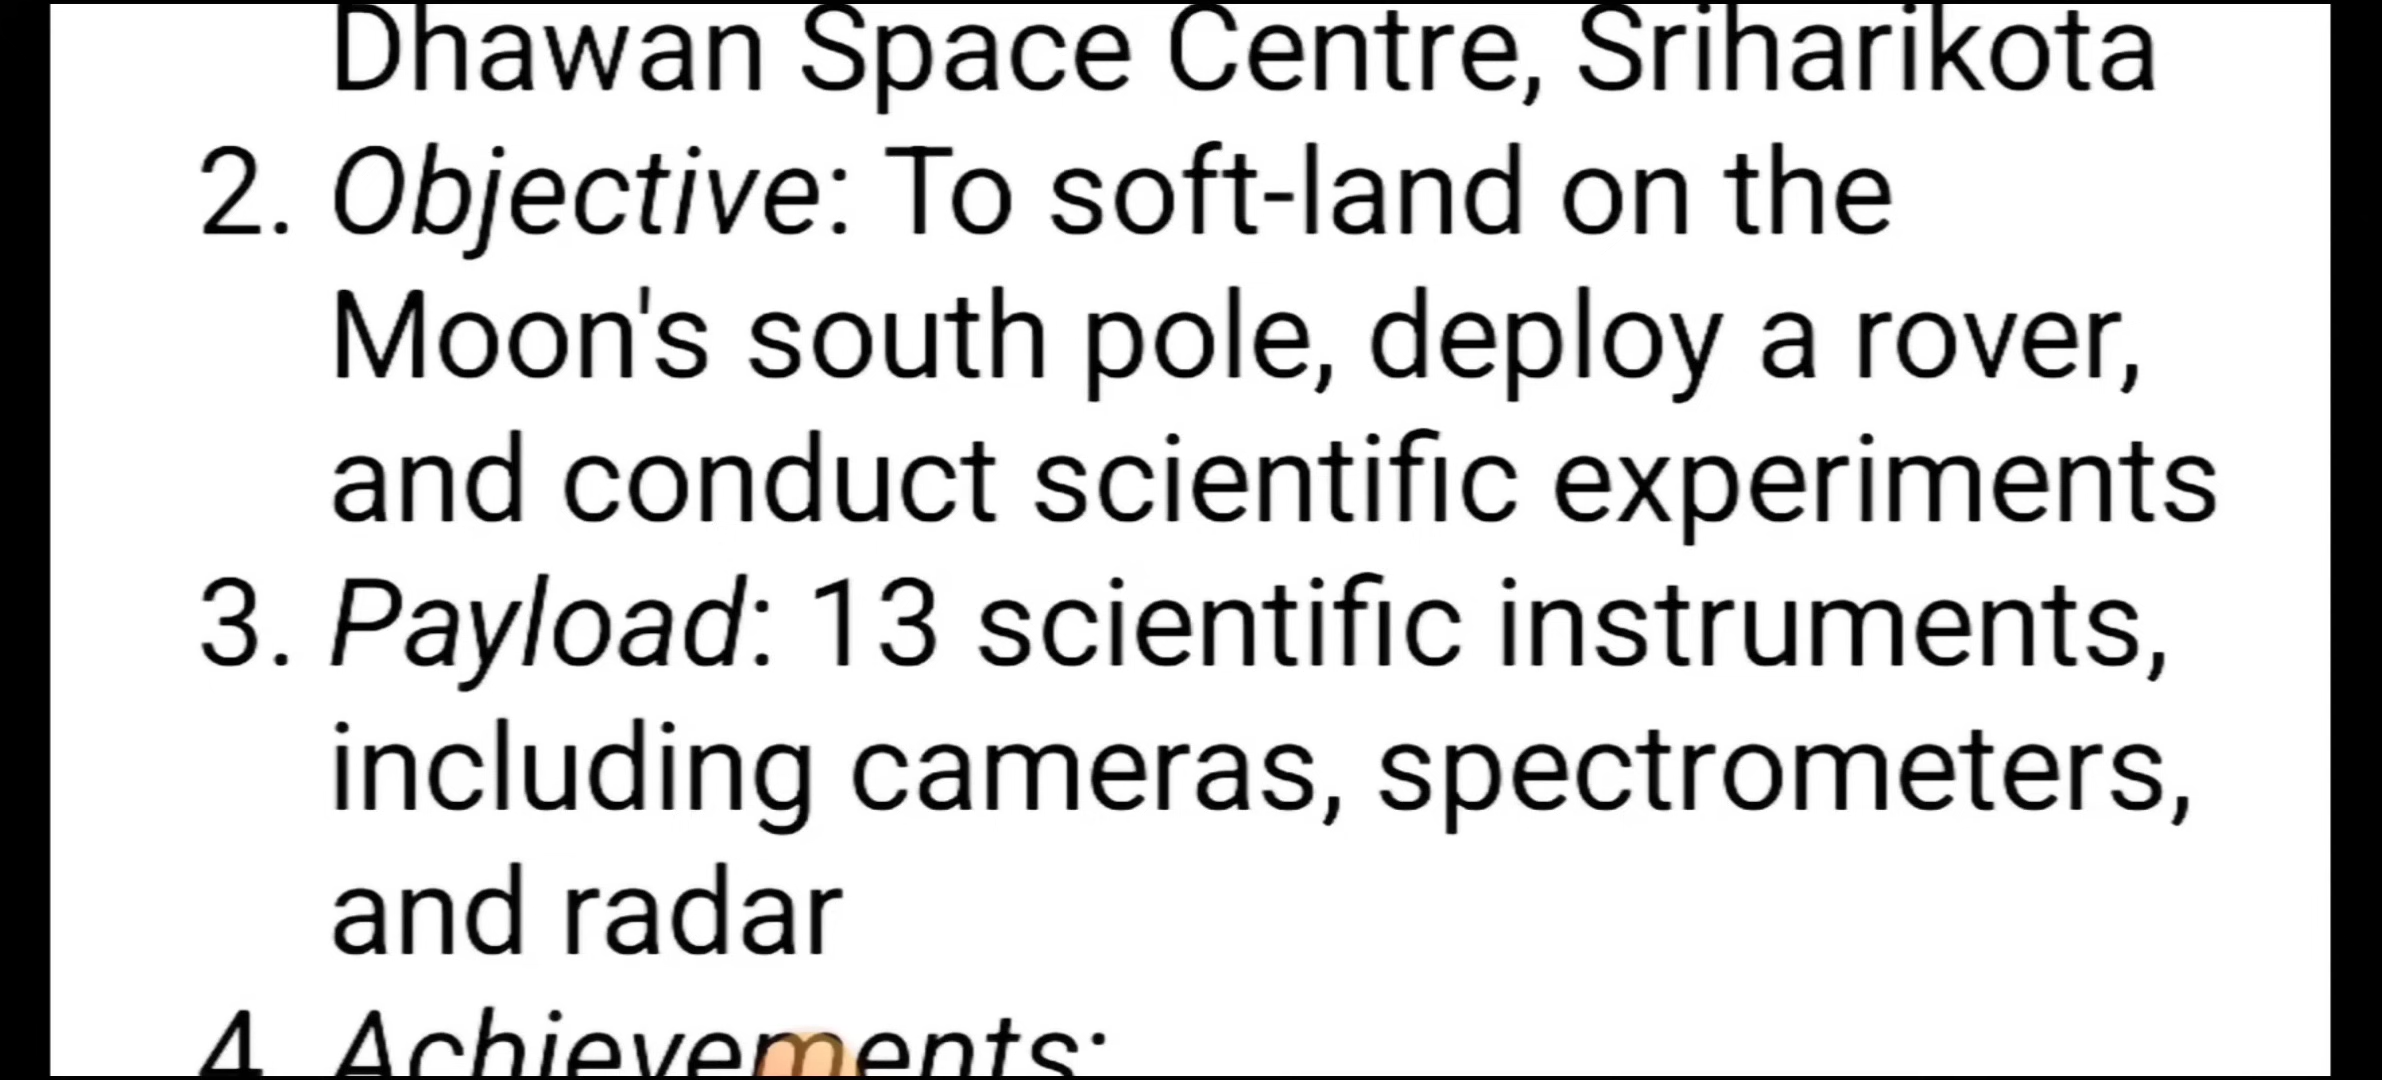 Dhawan Space Centre, Sriharikota
2. Objective: To soft-land on the
Moon's south pole, deploy a rover,
and conduct scientific experiments
3. Payload: 13 scientific instruments,
including cameras, spectrometers,
and radar
4. Achievements: